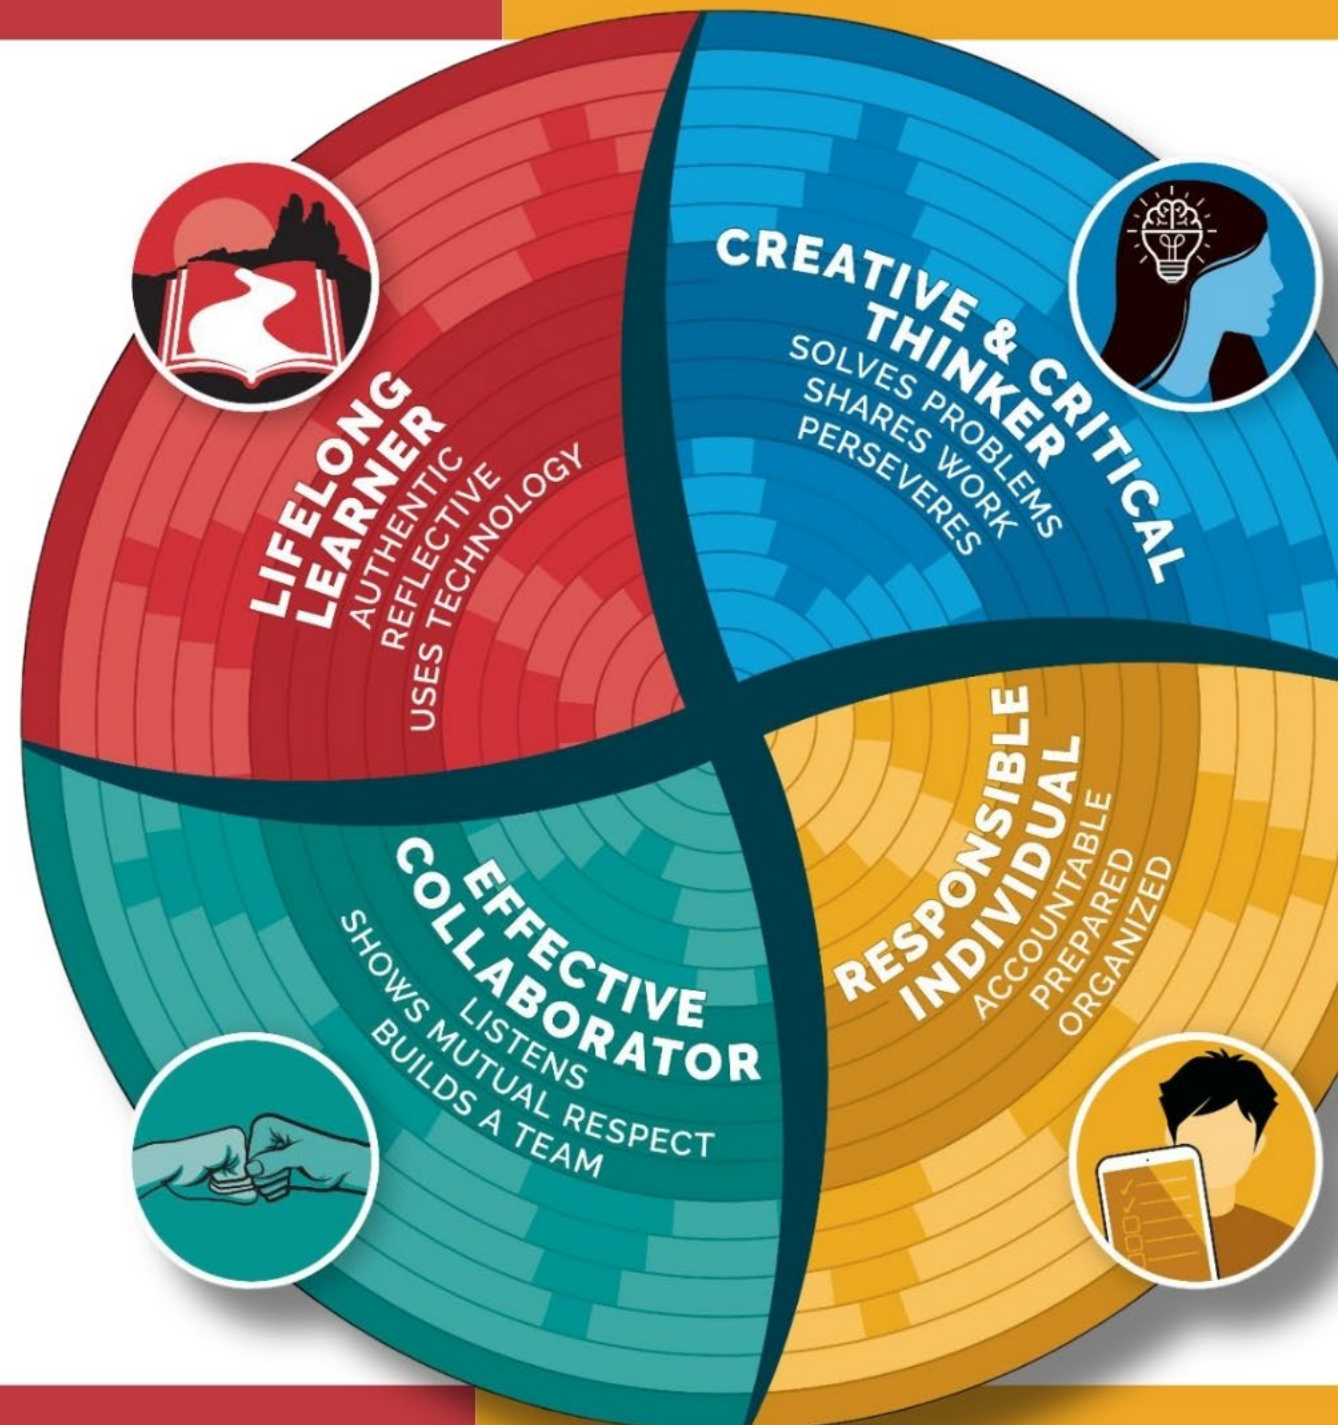 LIFELONG
LEARNER
AUTHENTIC
REFLECTIVE
USES TECHNOLOGY
CREATIVE & CRITICAL
THINKER
SOLVES PROBLEMS
SHARES WORK
PERSEVERES
EFFECTIVE
COLLABORATOR
LISTENS
SHOWS MUTUAL RESPECT
BUILDS A TEAM
RESPONSIBLE
INDIVIDUAL
ACCOUNTABLE
PREPARED
ORGANIZED